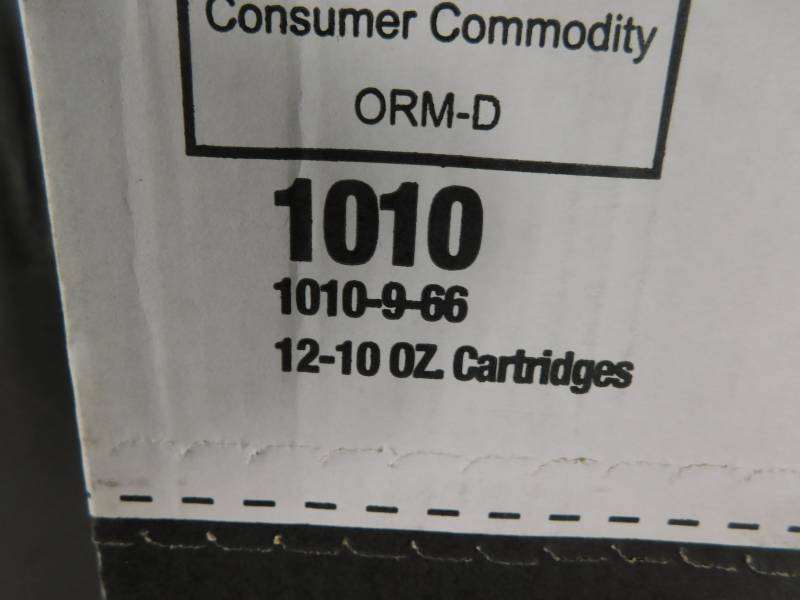 Consumer Commodity
ORM-D
1010
1010-9-66
12-10 OZ. Cartridges